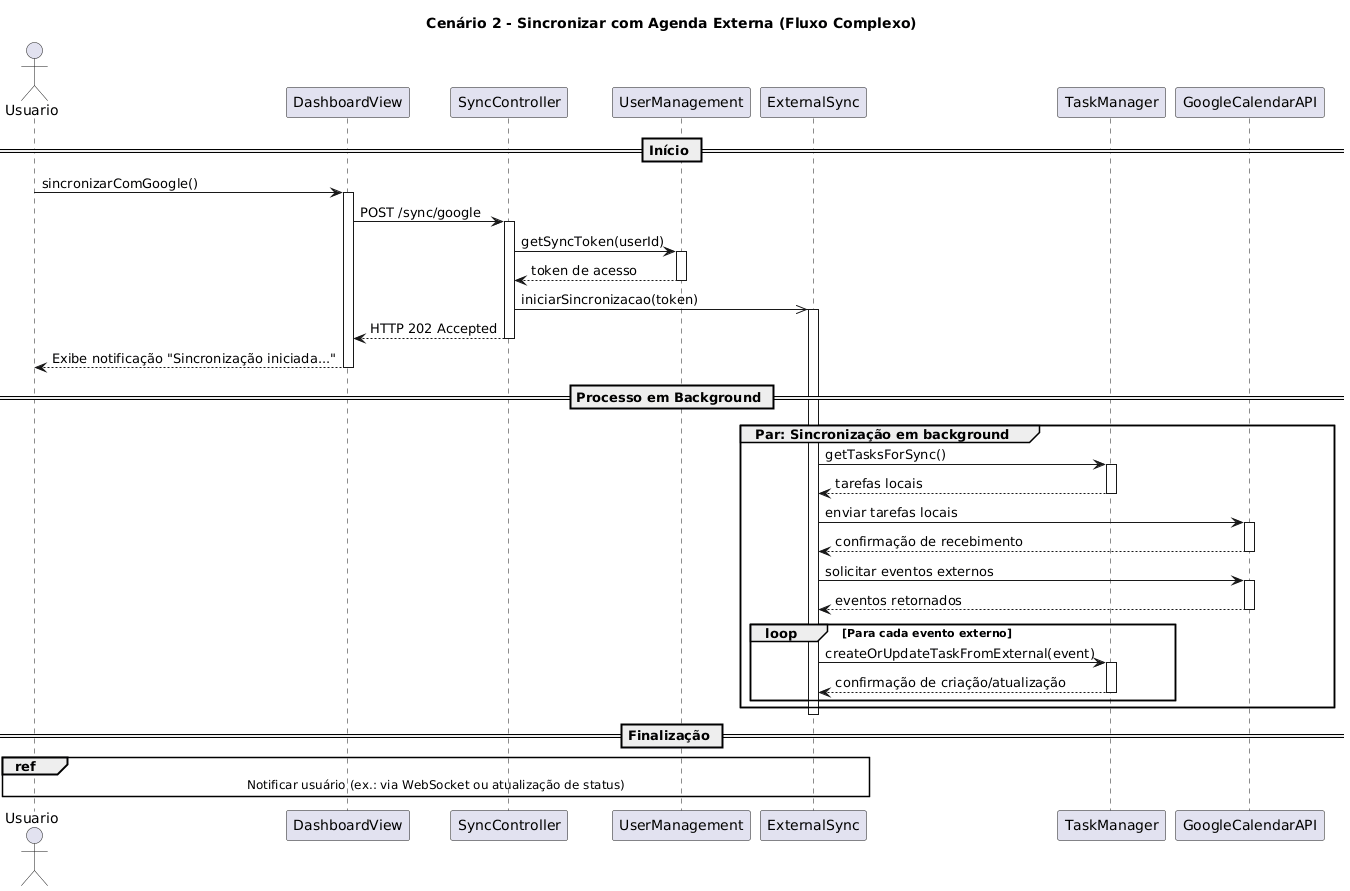 Cenário 2 - Sincronizar com Agenda Externa (Fluxo Complexo)
Usuario
DashboardView
SyncController
UserManagement
ExternalSync
TaskManager
GoogleCalendarAPI
Início
sincronizarComGoogle()
POST /sync/google
getSyncToken(userId)
token de acesso
iniciarSincronizacao(token)
HTTP 202 Accepted
Exibe notificação "Sincronização iniciada..."
Processo em Background
Par: Sincronização em background
getTasksForSync()
tarefas locais
enviar tarefas locais
confirmação de recebimento
solicitar eventos externos
eventos retornados
loop [Para cada evento externo]
createOrUpdateTaskFromExternal(event)
confirmação de criação/atualização
Finalização
ref
Notificar usuário (ex.: via WebSocket ou atualização de status)
Usuario
DashboardView
SyncController
UserManagement
ExternalSync
TaskManager
GoogleCalendarAPI